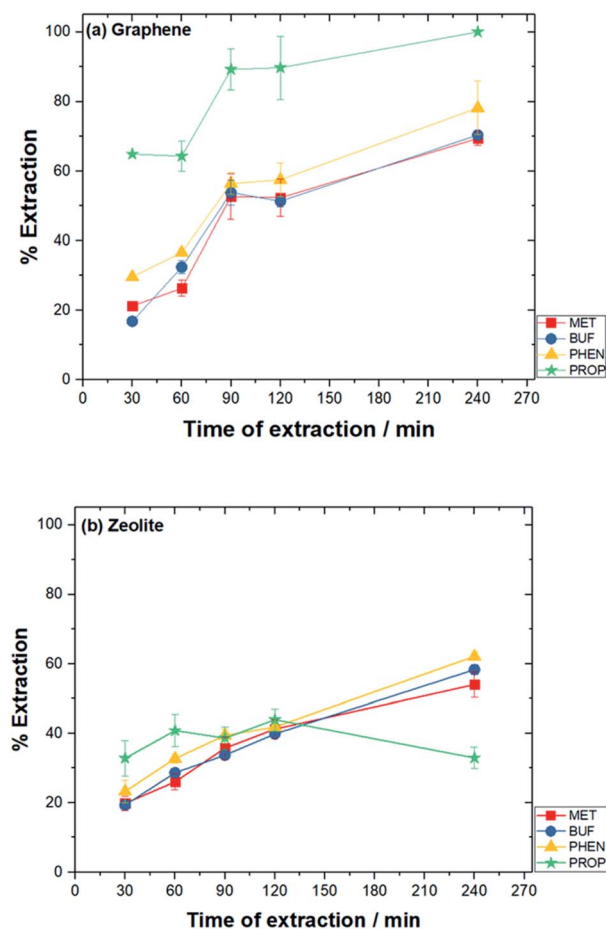 (a) Graphene
100
80
60
40
20
0
% Extraction
0 30 60 90 120 150 180 210 240 270
Time of extraction / min
MET
BUF
PHEN
PROP
(b) Zeolite
100
80
60
40
20
0
% Extraction
0 30 60 90 120 150 180 210 240 270
Time of extraction / min
MET
BUF
PHEN
PROP